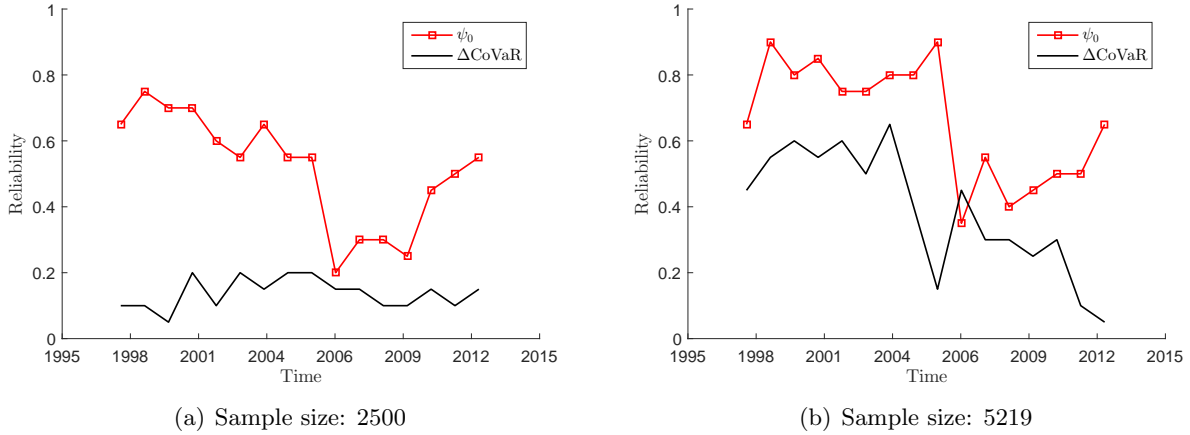 1
0.8
0.6
0.4
0.2
0
Reliability
1995 1998 2001 2004 2006 2009 2012 2015
Time
ψ₀
ΔCoVaR
(a) Sample size: 2500
1
0.8
0.6
0.4
0.2
0
Reliability
1995 1998 2001 2004 2006 2009 2012 2015
Time
ψ₀
ΔCoVaR
(b) Sample size: 5219